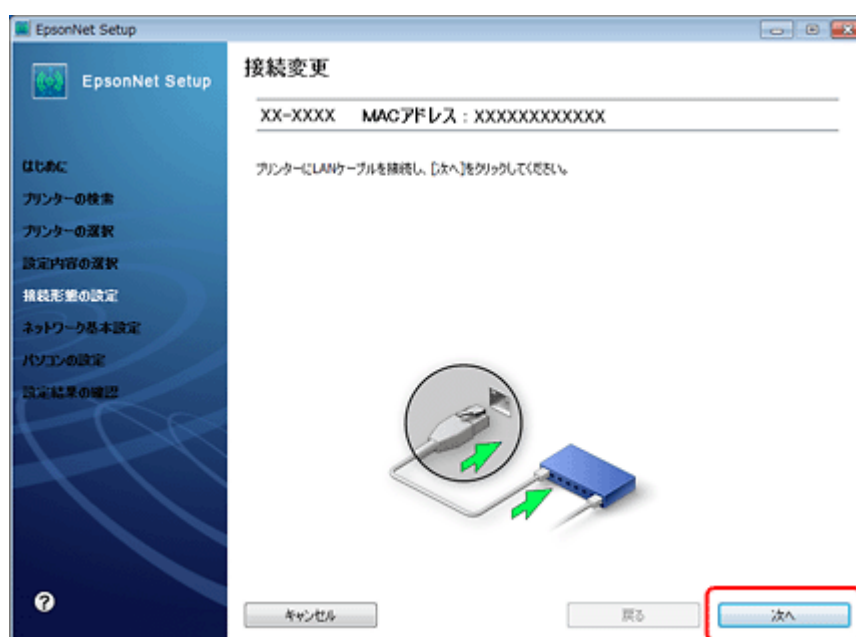 EpsonNet Setup
EpsonNet Setup
接続変更
XX-XXXX MACアドレス : XXXXXXXXXXXX
はじめに
プリンターの検索
プリンターの選択
設定内容の選択
接続形態の設定
ネットワーク基本設定
パソコンの設定
設定結果の確認
プリンターにLANケーブルを接続し、[次へ]をクリックしてください。
?
キャンセル
戻る
次へ